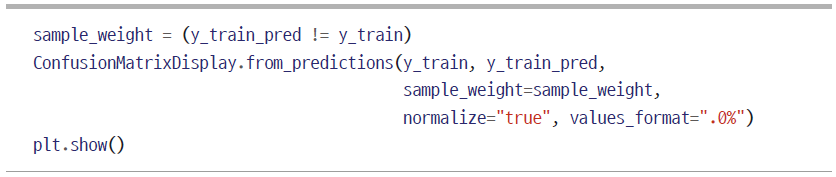 sample_weight = (y_train_pred != y_train)
ConfusionMatrixDisplay.from_predictions(y_train, y_train_pred,
                                        sample_weight=sample_weight,
                                        normalize="true", values_format=".0%")
plt.show()